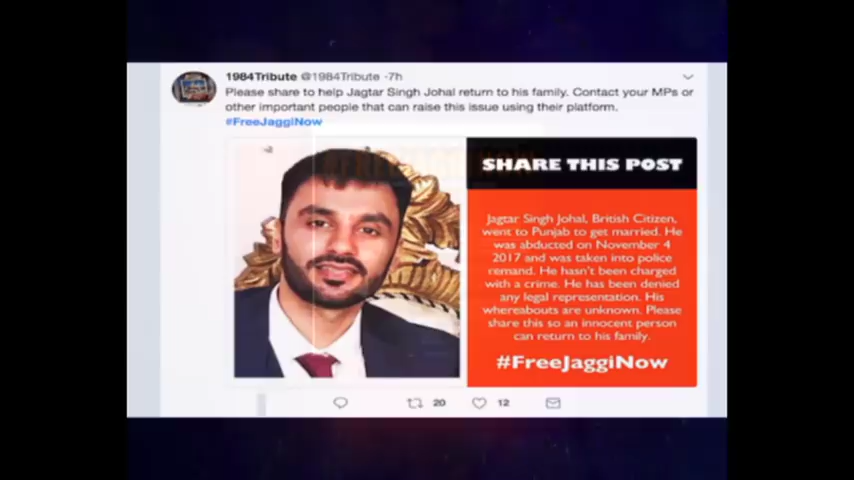 1984Tribute @1984Tribute -7h
Please share to help Jagtar Singh Johal return to his family. Contact your MPs or
other important people that can raise this issue using their platform.
#FreeJaggiNow
SHARE THIS POST
Jagtar Singh Johal, British Citizen,
went to Punjab to get married. He
was abducted on November 4
2017 and was taken into police
remand. He hasn't been charged
with a crime. He has been denied
any legal representation. His
whereabouts are unknown. Please
share this so an innocent person
can return to his family.
#FreeJaggiNow
20
12